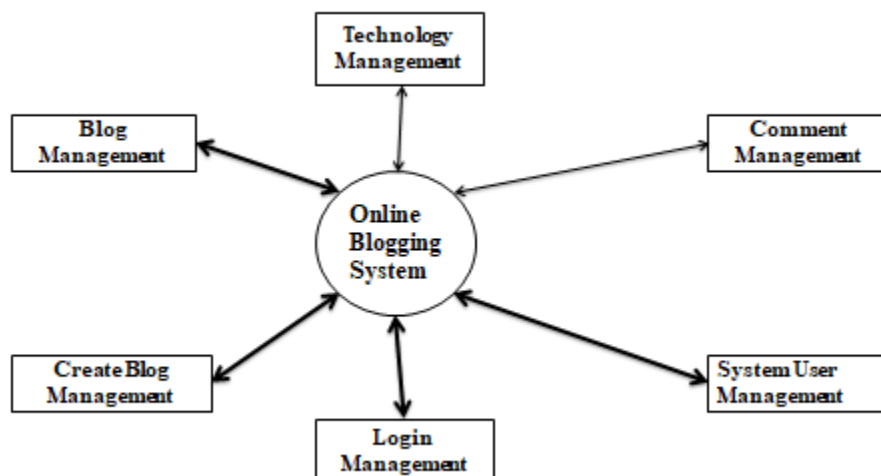 Technology
Management
Blog
Management
Comment
Management
Online
Blogging
System
Create Blog
Management
System User
Management
Login
Management